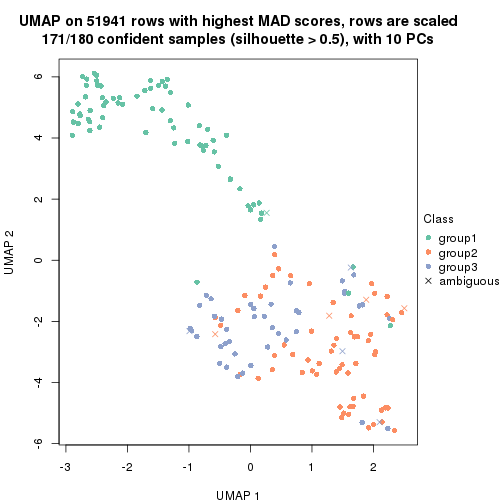 UMAP on 51941 rows with highest MAD scores, rows are scaled
171/180 confident samples (silhouette > 0.5), with 10 PCs
6
4
2
0
-2
-4
-6
UMAP 2
-3
-2
-1
0
1
2
UMAP 1
Class
group1
group2
group3
ambiguous